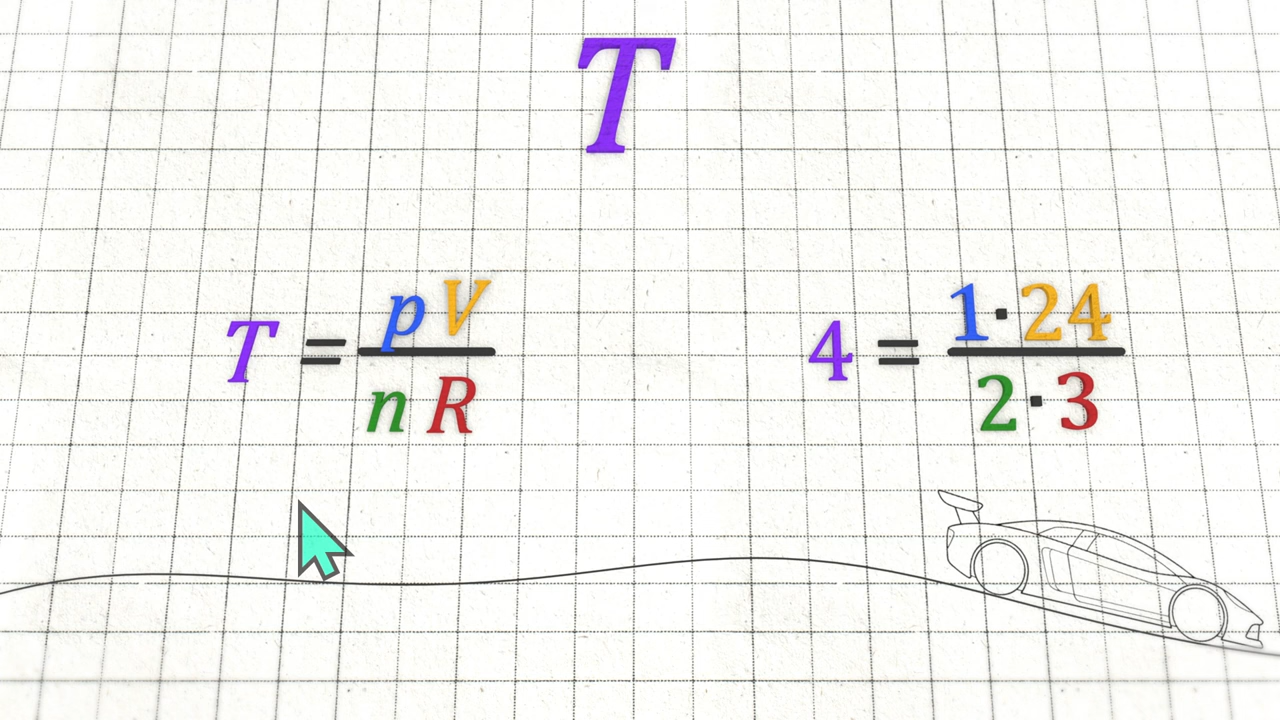 T
T = pV / nR
4 = 1·24 / 2·3